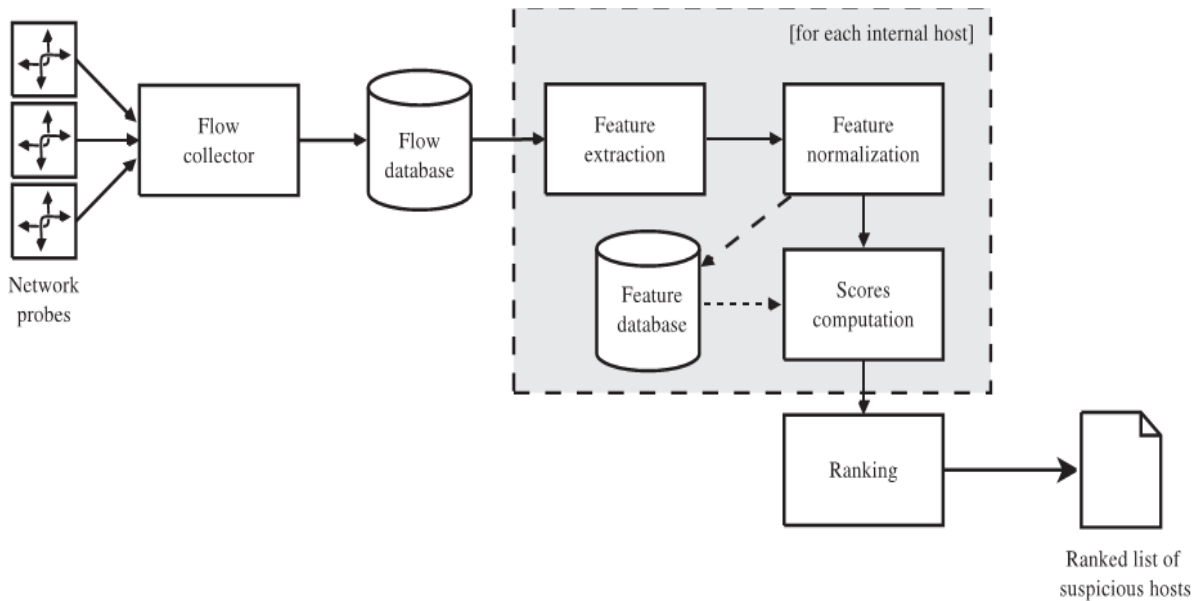 [for each internal host]
Flow
collector
Flow
database
Feature
extraction
Feature
normalization
Network
probes
Feature
database
Scores
computation
Ranking
Ranked list of
suspicious hosts